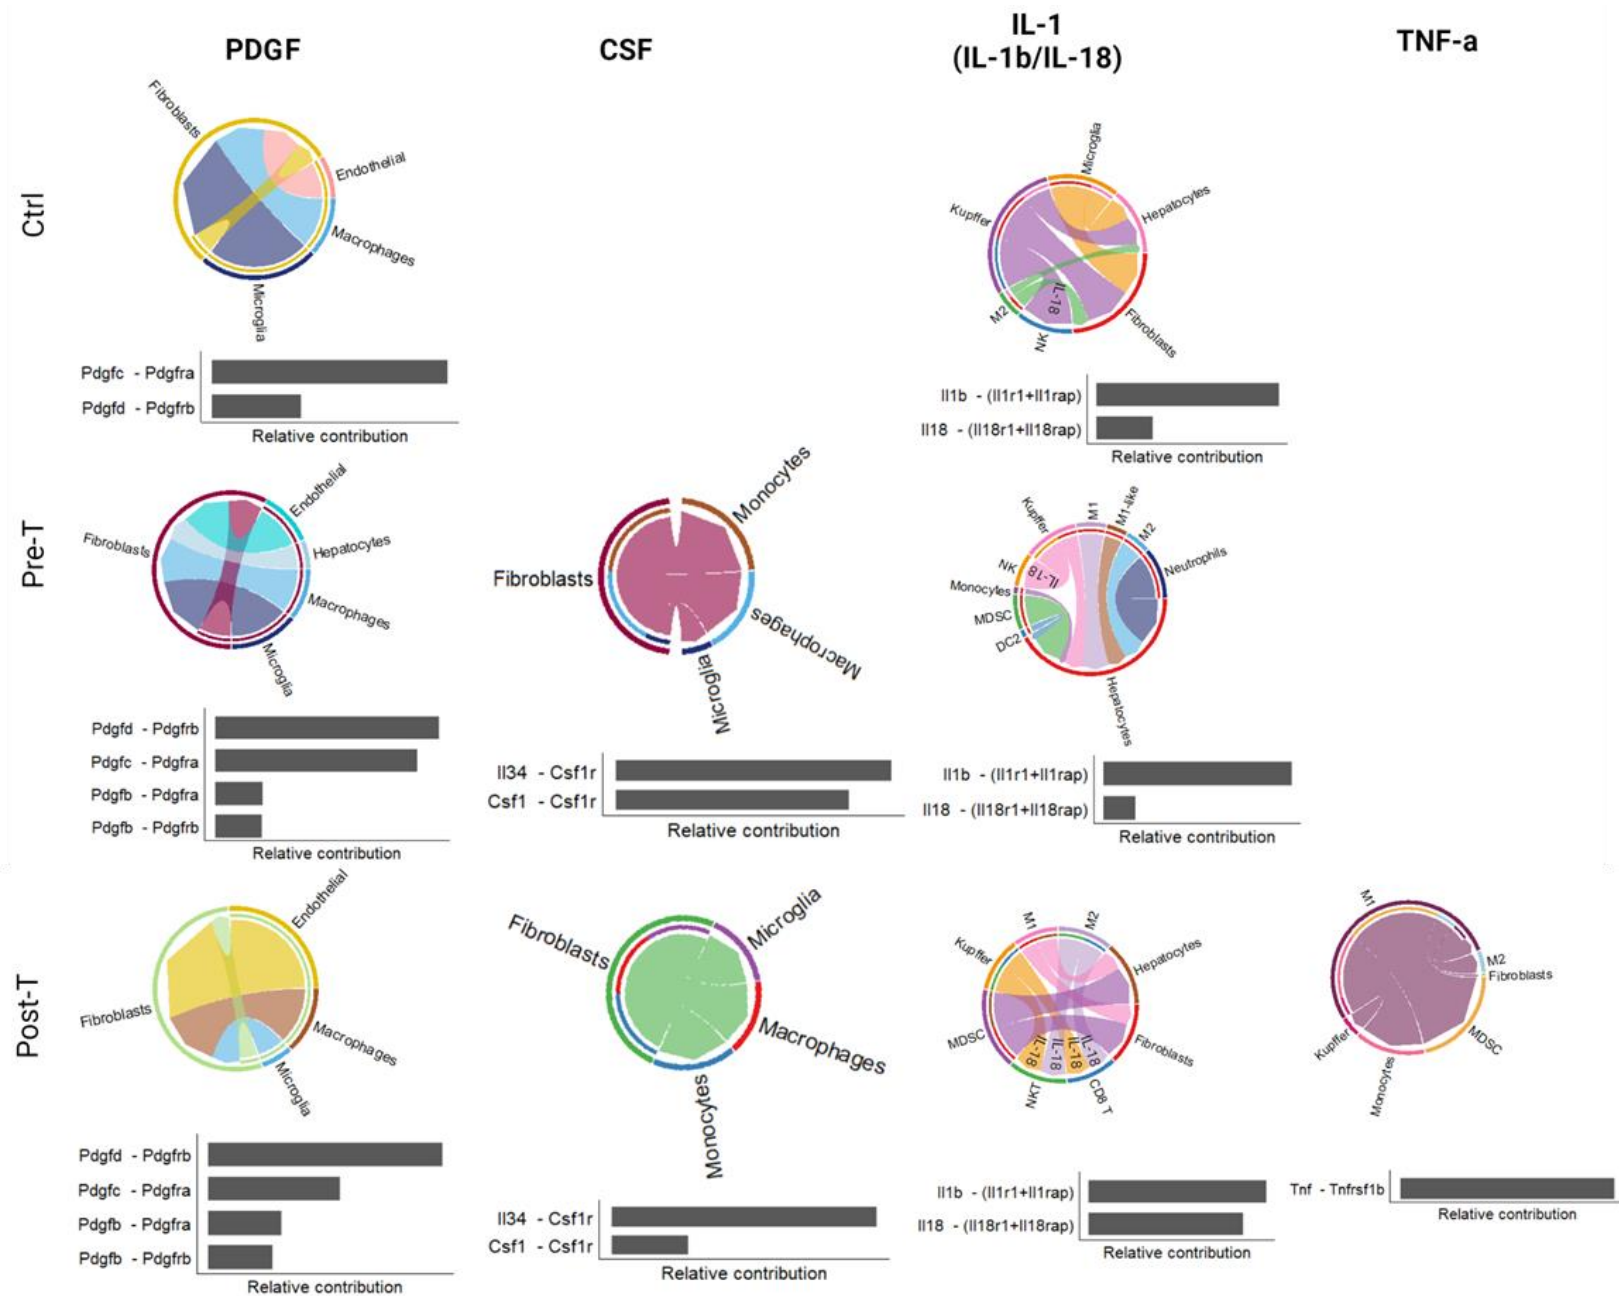 PDGF
CSF
IL-1
(IL-1b/IL-18)
TNF-a
Ctrl
Fibroblasts
Endothelial
Macrophages
Microglia
Pdgfc - Pdgfra
Pdgfd - Pdgfrb
Relative contribution
Microglia
Hepatocytes
Kupffer
M2
IL-18
NK
Fibroblasts
Il1b - (Il1r1+Il1rap)
Il18 - (Il18r1+Il18rap)
Relative contribution
Pre-T
Endothelial
Fibroblasts
Hepatocytes
Macrophages
Microglia
Pdgfd - Pdgfrb
Pdgfc - Pdgfra
Pdgfb - Pdgfra
Pdgfb - Pdgfrb
Relative contribution
Monocytes
Fibroblasts
Macrophages
Microglia
Il34 - Csf1r
Csf1 - Csf1r
Relative contribution
Kupffer
M1
M1-like
M2
Neutrophils
NK
IL-18
Monocytes
MDSC
DC2
Hepatocytes
Il1b - (Il1r1+Il1rap)
Il18 - (Il18r1+Il18rap)
Relative contribution
Post-T
Endothelial
Fibroblasts
Macrophages
Microglia
Pdgfd - Pdgfrb
Pdgfc - Pdgfra
Pdgfb - Pdgfra
Pdgfb - Pdgfrb
Relative contribution
Fibroblasts
Microglia
Macrophages
Monocytes
Il34 - Csf1r
Csf1 - Csf1r
Relative contribution
M1
M2
Kupffer
Hepatocytes
MDSC
IL-18
IL-18
IL-18
IL-18
Fibroblasts
NKT
CD8 T
Il1b - (Il1r1+Il1rap)
Il18 - (Il18r1+Il18rap)
Relative contribution
M1
M2
Fibroblasts
MDSC
Kupffer
Monocytes
Tnf - Tnfrsf1b
Relative contribution